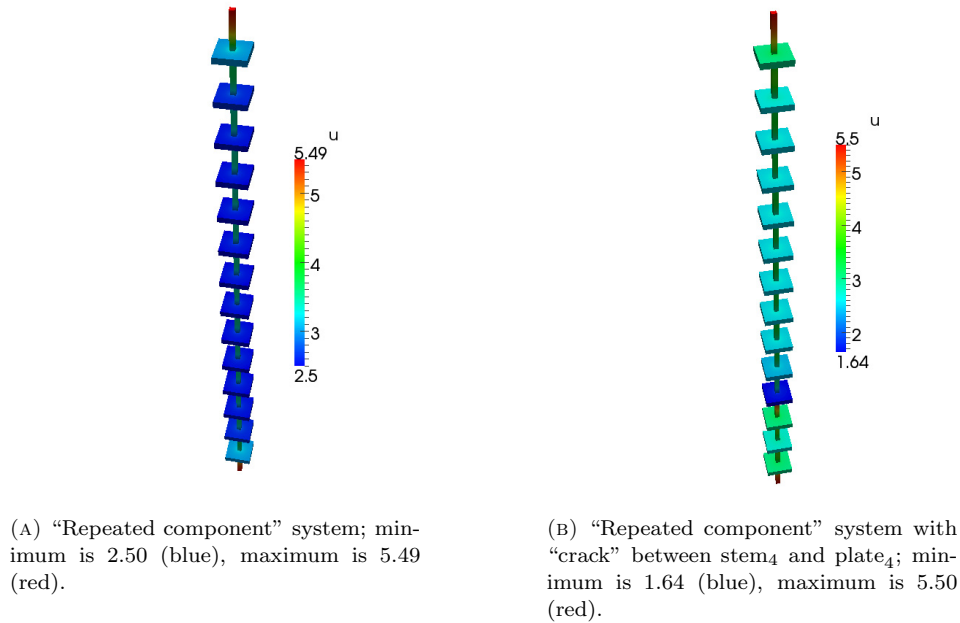 u
5.49
5
4
3
2.5
u
5.5
5
4
3
2
1.64
(A) “Repeated component” system; min-
imum is 2.50 (blue), maximum is 5.49
(red).
(B) “Repeated component” system with
“crack” between stem₄ and plate₄; min-
imum is 1.64 (blue), maximum is 5.50
(red).